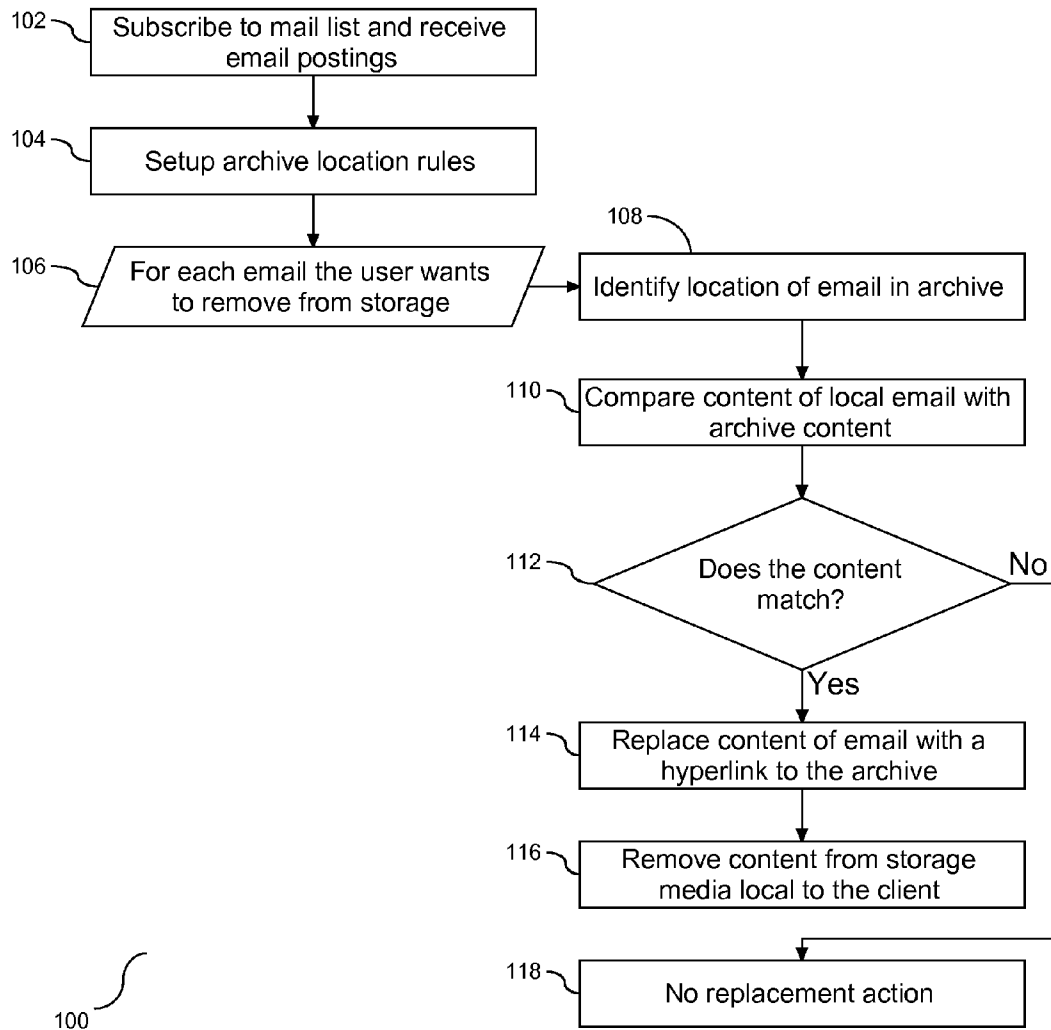 102
Subscribe to mail list and receive
email postings
104
Setup archive location rules
106
For each email the user wants
to remove from storage
108
Identify location of email in archive
110
Compare content of local email with
archive content
112
Does the content
match?
No
Yes
114
Replace content of email with a
hyperlink to the archive
116
Remove content from storage
media local to the client
118
No replacement action
100